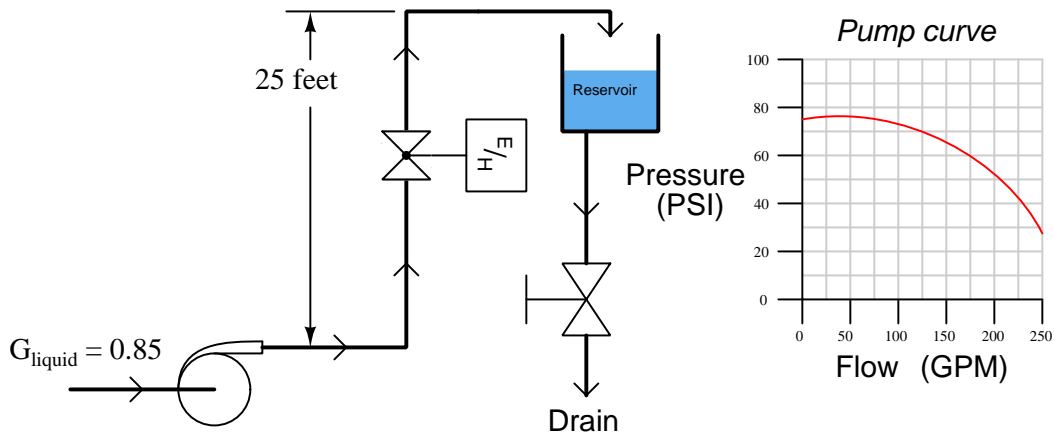 25 feet
G_liquid = 0.85
E/H
Reservoir
Drain
Pump curve
Pressure
(PSI)
100
80
60
40
20
0
0 50 100 150 200 250
Flow (GPM)